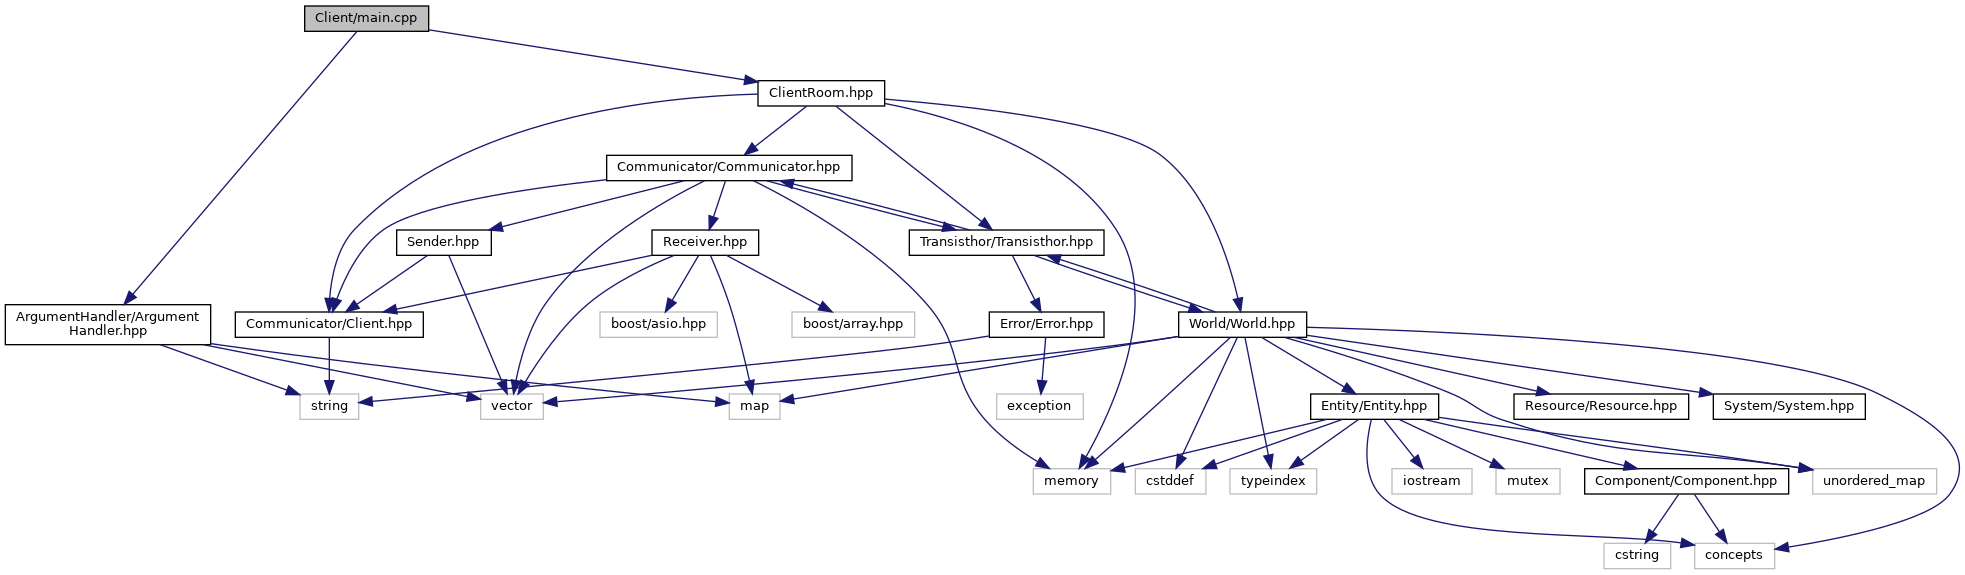 Client/main.cpp
ClientRoom.hpp
Communicator/Communicator.hpp
Sender.hpp
Receiver.hpp
Transisthor/Transisthor.hpp
ArgumentHandler/Argument
Handler.hpp
Communicator/Client.hpp
boost/asio.hpp
boost/array.hpp
Error/Error.hpp
World/World.hpp
string
vector
map
exception
Entity/Entity.hpp
Resource/Resource.hpp
System/System.hpp
memory
cstddef
typeindex
iostream
mutex
Component/Component.hpp
unordered_map
cstring
concepts